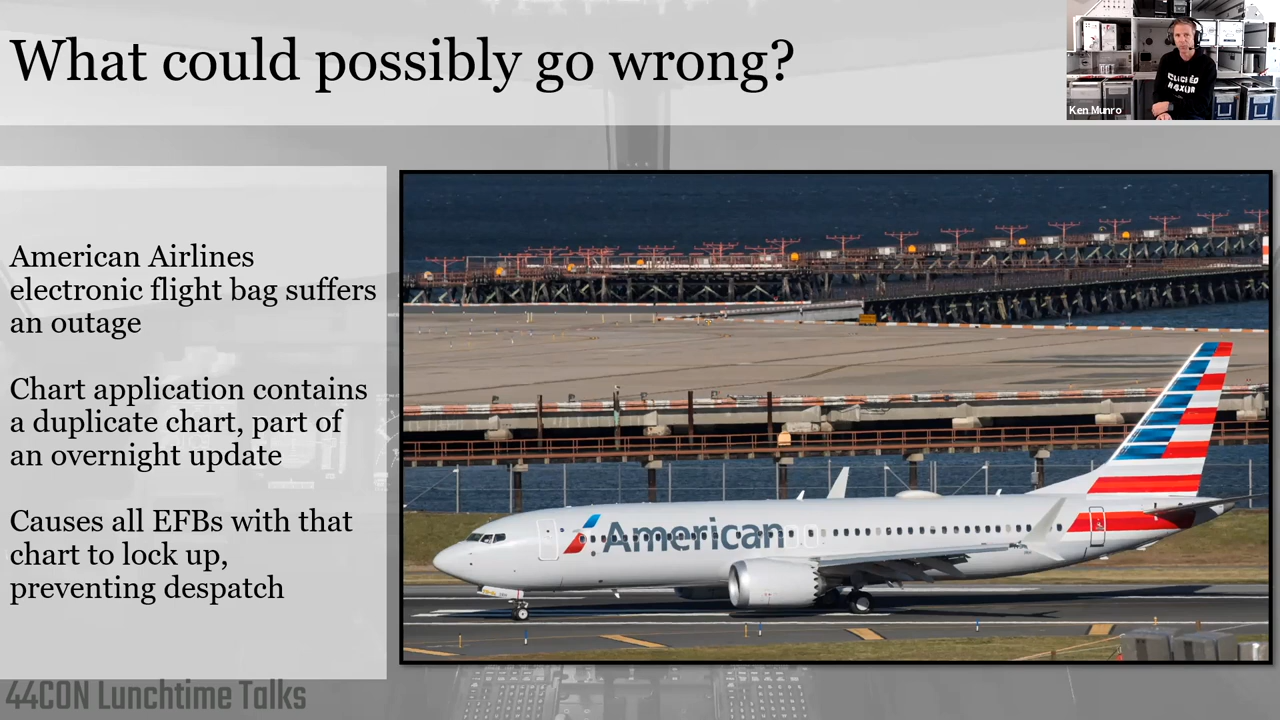 What could possibly go wrong?
Ken Munro
American Airlines
electronic flight bag suffers
an outage
Chart application contains
a duplicate chart, part of
an overnight update
Causes all EFBs with that
chart to lock up,
preventing despatch
American
44CON Lunchtime Talks